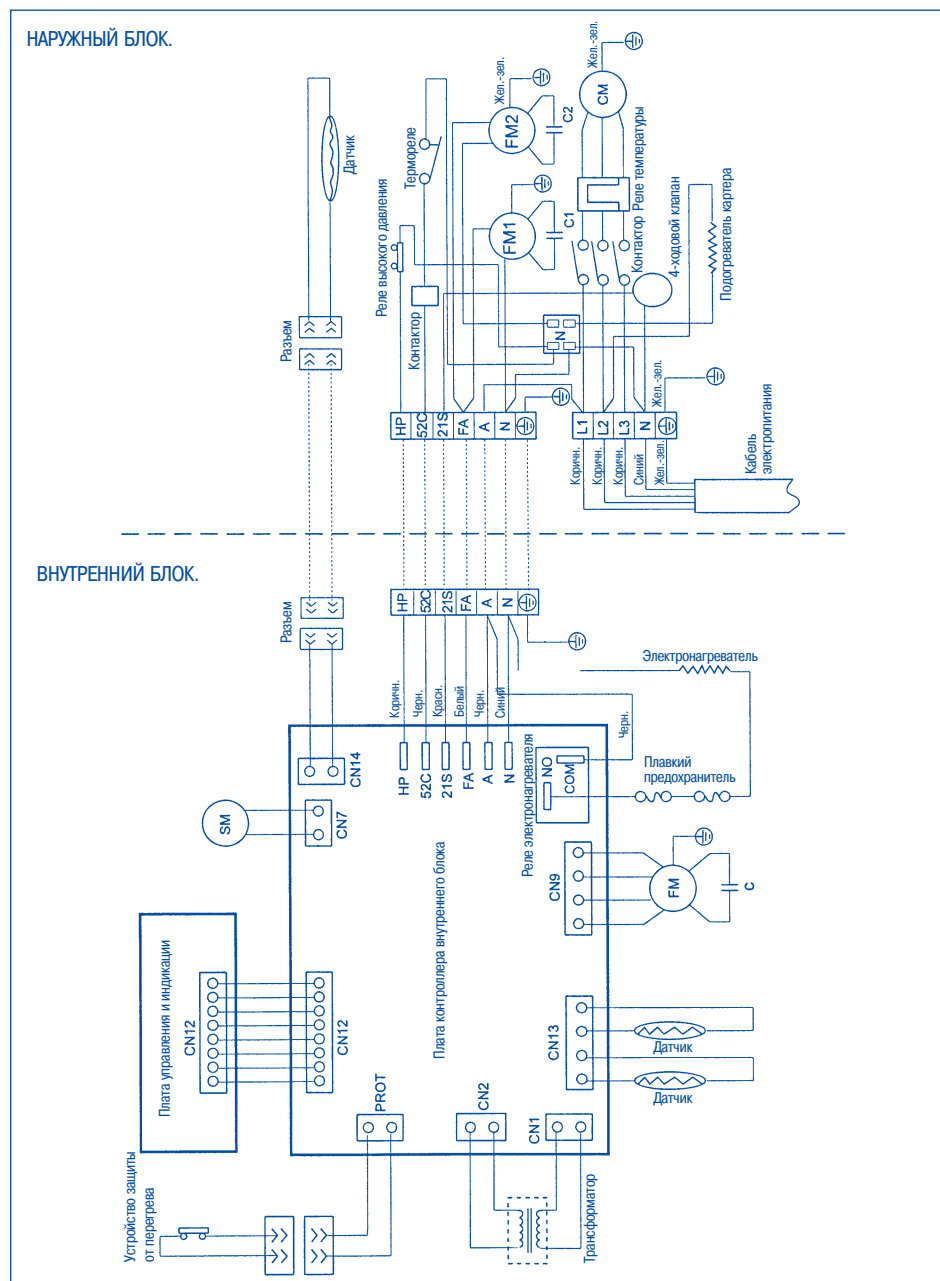 НАРУЖНЫЙ БЛОК.
Датчик
Разъем
Реле высокого давления
Термореле
Контактор
FM2
Жел.-зел.
C2
FM1
C1
CM
Жел.-зел.
Реле температуры
Контактор
4-ходовой клапан
Подогреватель картера
N
HP
52C
21S
FA
A
N
L1
L2
L3
N
Жел.-зел.
Коричн.
Коричн.
Коричн.
Синий
Жел.-зел.
Кабель
электропитания
ВНУТРЕННИЙ БЛОК.
Разъем
HP
52C
21S
FA
A
N
Коричн.
Черн.
Красн.
Белый
Черн.
Синий
Черн.
Электронагреватель
Плавкий
предохранитель
HP
52C
21S
FA
A
N
NO
COM
Реле электронагревателя
CN14
SM
CN7
Плата управления и индикации
CN12
CN12
Плата контроллера внутреннего блока
CN9
FM
C
CN13
Датчик
Датчик
PROT
CN2
CN1
Трансформатор
Устройство защиты
от перегрева